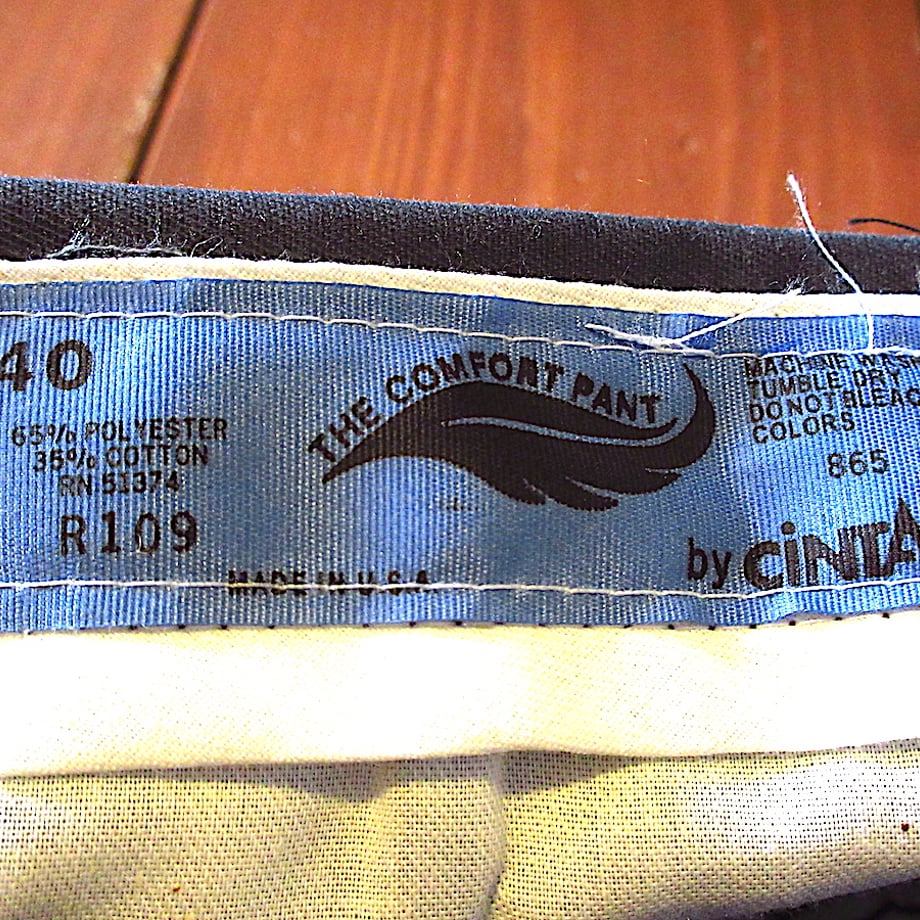 40
65% POLYESTER
35% COTTON
RN 51374
R109
MADE IN U.S.A.
THE COMFORT PANT
MACHINE
TUMBLE DRY
DO NOT BLEAC
COLORS
865
by CiNTA